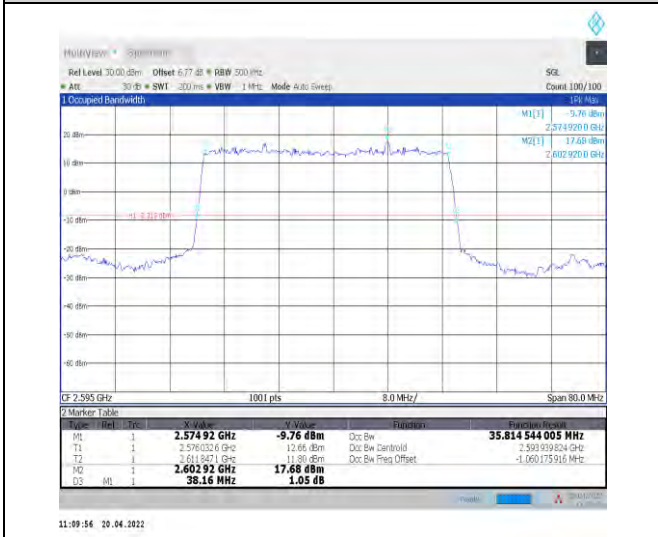 MultiView Spectrum
Ref Level 30.00 dBm Offset 6.77 dB RBW 500 kHz SGL
Att 30 dB SWT 200 ms VBW 1 MHz Mode Auto Sweep Count 100/100
1 Occupied Bandwidth 1Pk Max
M1[1] -9.76 dBm
2.574920 0 GHz
M2[1] 17.68 dBm
2.602920 0 GHz
20 dBm
10 dBm
0 dBm
-10 dBm
-20 dBm
-30 dBm
-40 dBm
-50 dBm
-60 dBm
CF 2.595 GHz 1001 pts 8.0 MHz/ Span 80.0 MHz
2 Marker Table
Type Ref Trc X-Value Y-Value Function Function Result
M1 1 2.574 92 GHz -9.76 dBm Occ Bw 35.814 544 005 MHz
T1 1 2.5760326 GHz 12.66 dBm Occ Bw Centroid 2.593 939 824 GHz
T2 1 2.6118471 GHz 11.80 dBm Occ Bw Freq Offset -1.060 175 916 MHz
M2 1 2.602 92 GHz 17.68 dBm
D3 M1 1 38.16 MHz 1.05 dB
11:09:56 20.04.2022